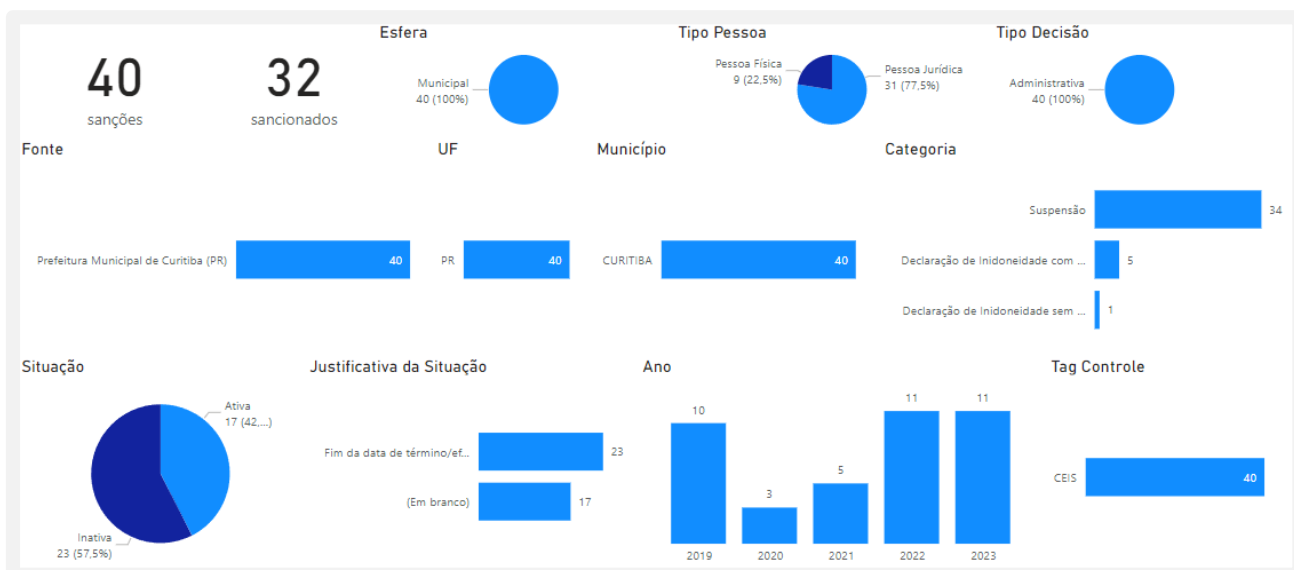 40
sanções
32
sancionados
Esfera
Municipal
40 (100%)
Tipo Pessoa
Pessoa Física
9 (22,5%)
Pessoa Jurídica
31 (77,5%)
Tipo Decisão
Administrativa
40 (100%)
Fonte
Prefeitura Municipal de Curitiba (PR)
40
UF
PR
40
Município
CURITIBA
40
Categoria
Suspensão
34
Declaração de Inidoneidade com ...
5
Declaração de Inidoneidade sem ...
1
Situação
Ativa
17 (42,...)
Inativa
23 (57,5%)
Justificativa da Situação
Fim da data de término/ef...
23
(Em branco)
17
Ano
10
3
5
11
11
2019
2020
2021
2022
2023
Tag Controle
CEIS
40